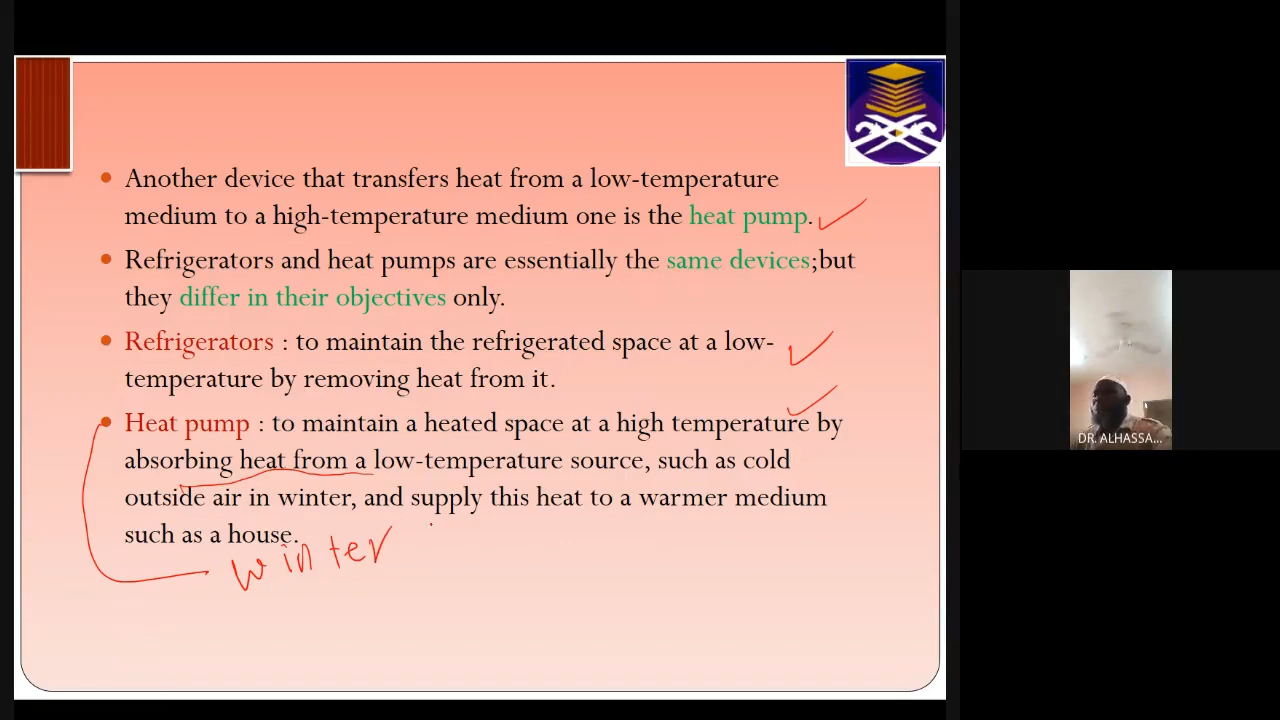 Another device that transfers heat from a low-temperature
medium to a high-temperature medium one is the heat pump.
Refrigerators and heat pumps are essentially the same devices;but
they differ in their objectives only.
Refrigerators : to maintain the refrigerated space at a low-
temperature by removing heat from it.
Heat pump : to maintain a heated space at a high temperature by
absorbing heat from a low-temperature source, such as cold
outside air in winter, and supply this heat to a warmer medium
such as a house.
winter
DR. ALHASSA...